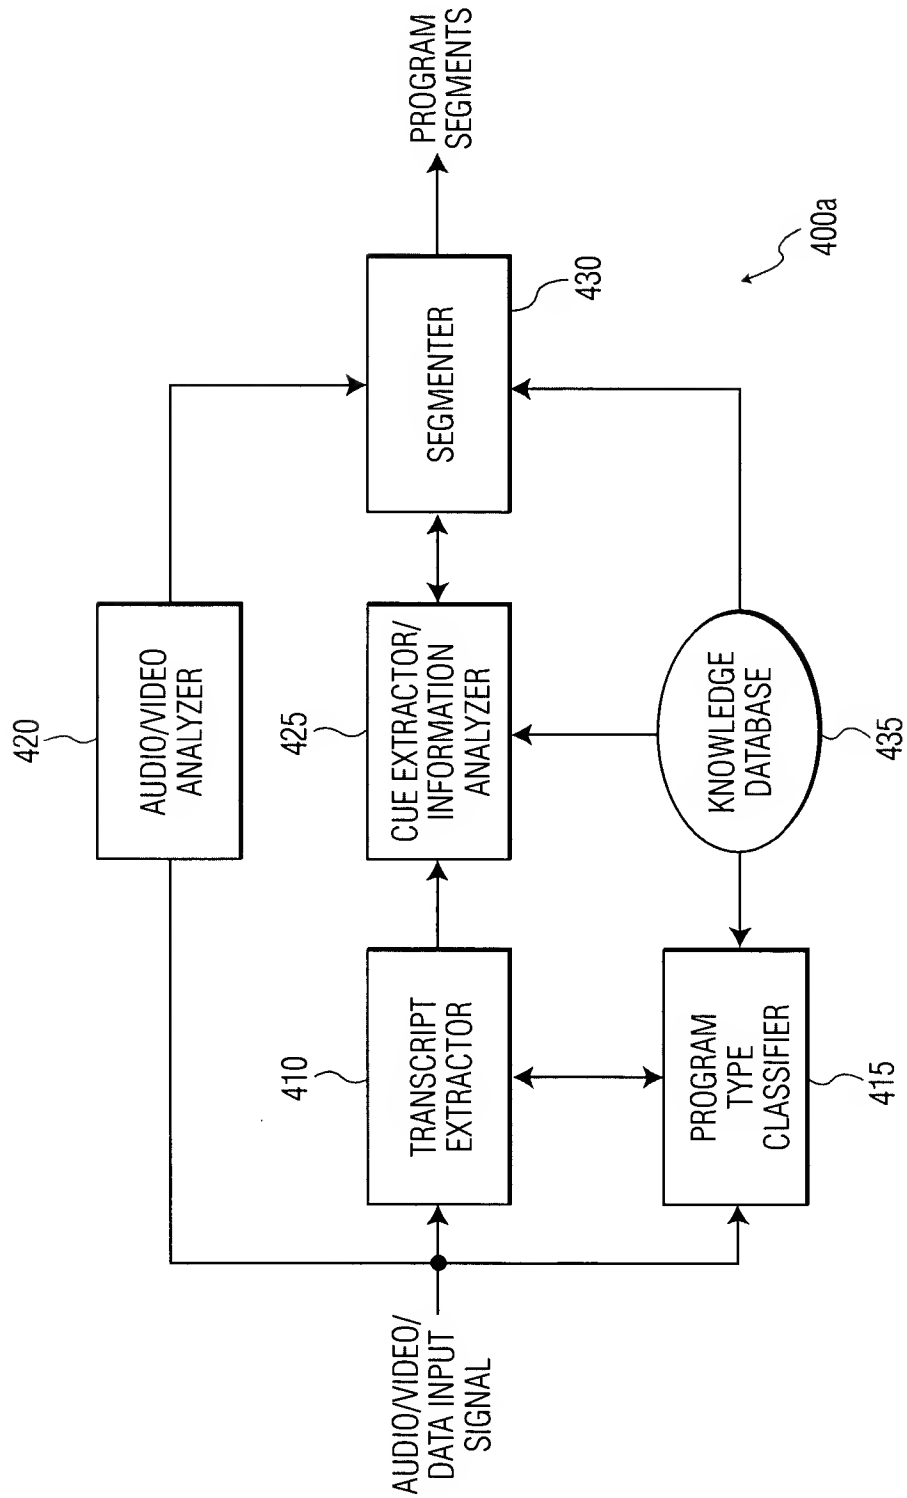 AUDIO/VIDEO/
DATA INPUT
SIGNAL
420
AUDIO/VIDEO
ANALYZER
410
TRANSCRIPT
EXTRACTOR
425
CUE EXTRACTOR/
INFORMATION
ANALYZER
SEGMENTER
430
PROGRAM
SEGMENTS
PROGRAM
TYPE
CLASSIFIER
415
KNOWLEDGE
DATABASE
435
400a